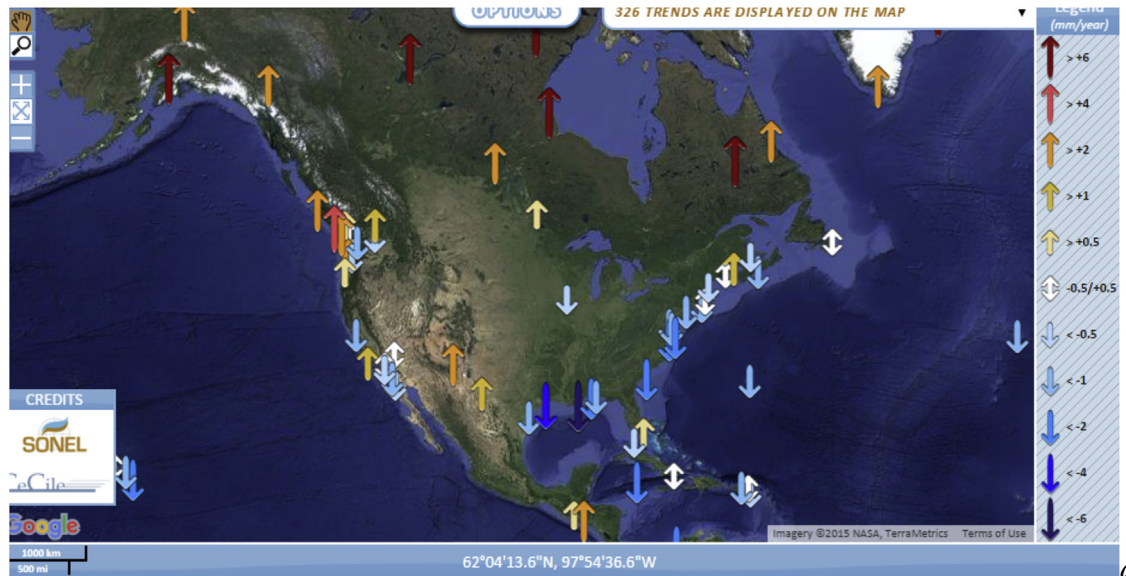 OPTIONS
326 TRENDS ARE DISPLAYED ON THE MAP
Legend
(mm/year)
> +6
> +4
> +2
> +1
> +0.5
-0.5/+0.5
< -0.5
< -1
< -2
< -4
< -6
CREDITS
SONEL
eCile
Google
Imagery ©2015 NASA, TerraMetrics Terms of Use
1000 km
500 mi
62°04'13.6"N, 97°54'36.6"W